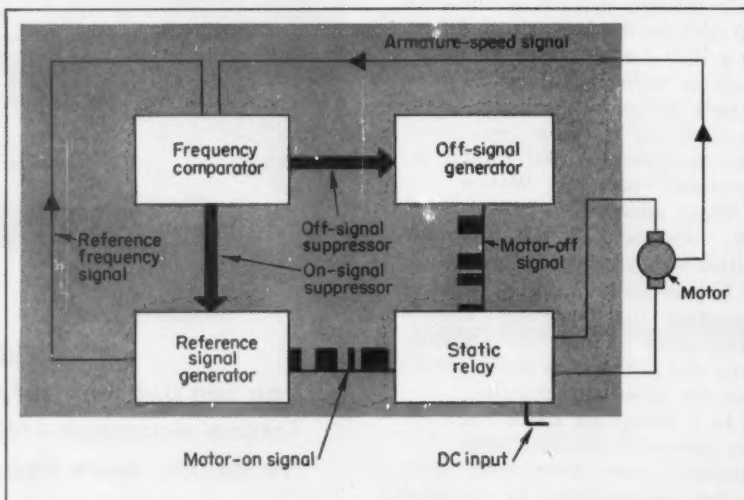 Armature-speed signal
Frequency
comparator
Off-signal
generator
Off-signal
suppressor
On-signal
suppressor
Reference
frequency
signal
Motor-off
signal
Motor
Reference
signal
generator
Static
relay
Motor-on signal
DC input